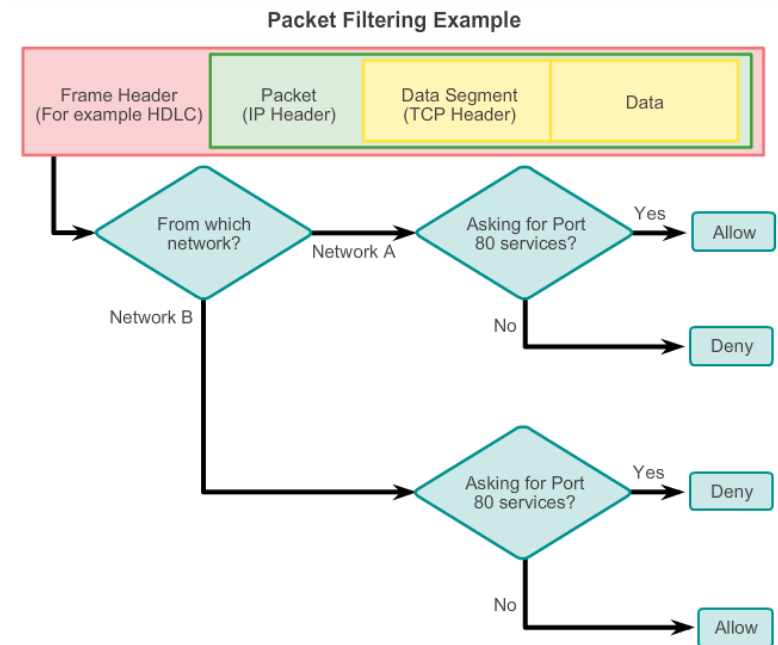 Packet Filtering Example
Frame Header
(For example HDLC)
Packet
(IP Header)
Data Segment
(TCP Header)
Data
From which
network?
Network A
Asking for Port
80 services?
Yes
Allow
No
Deny
Network B
Asking for Port
80 services?
Yes
Deny
No
Allow